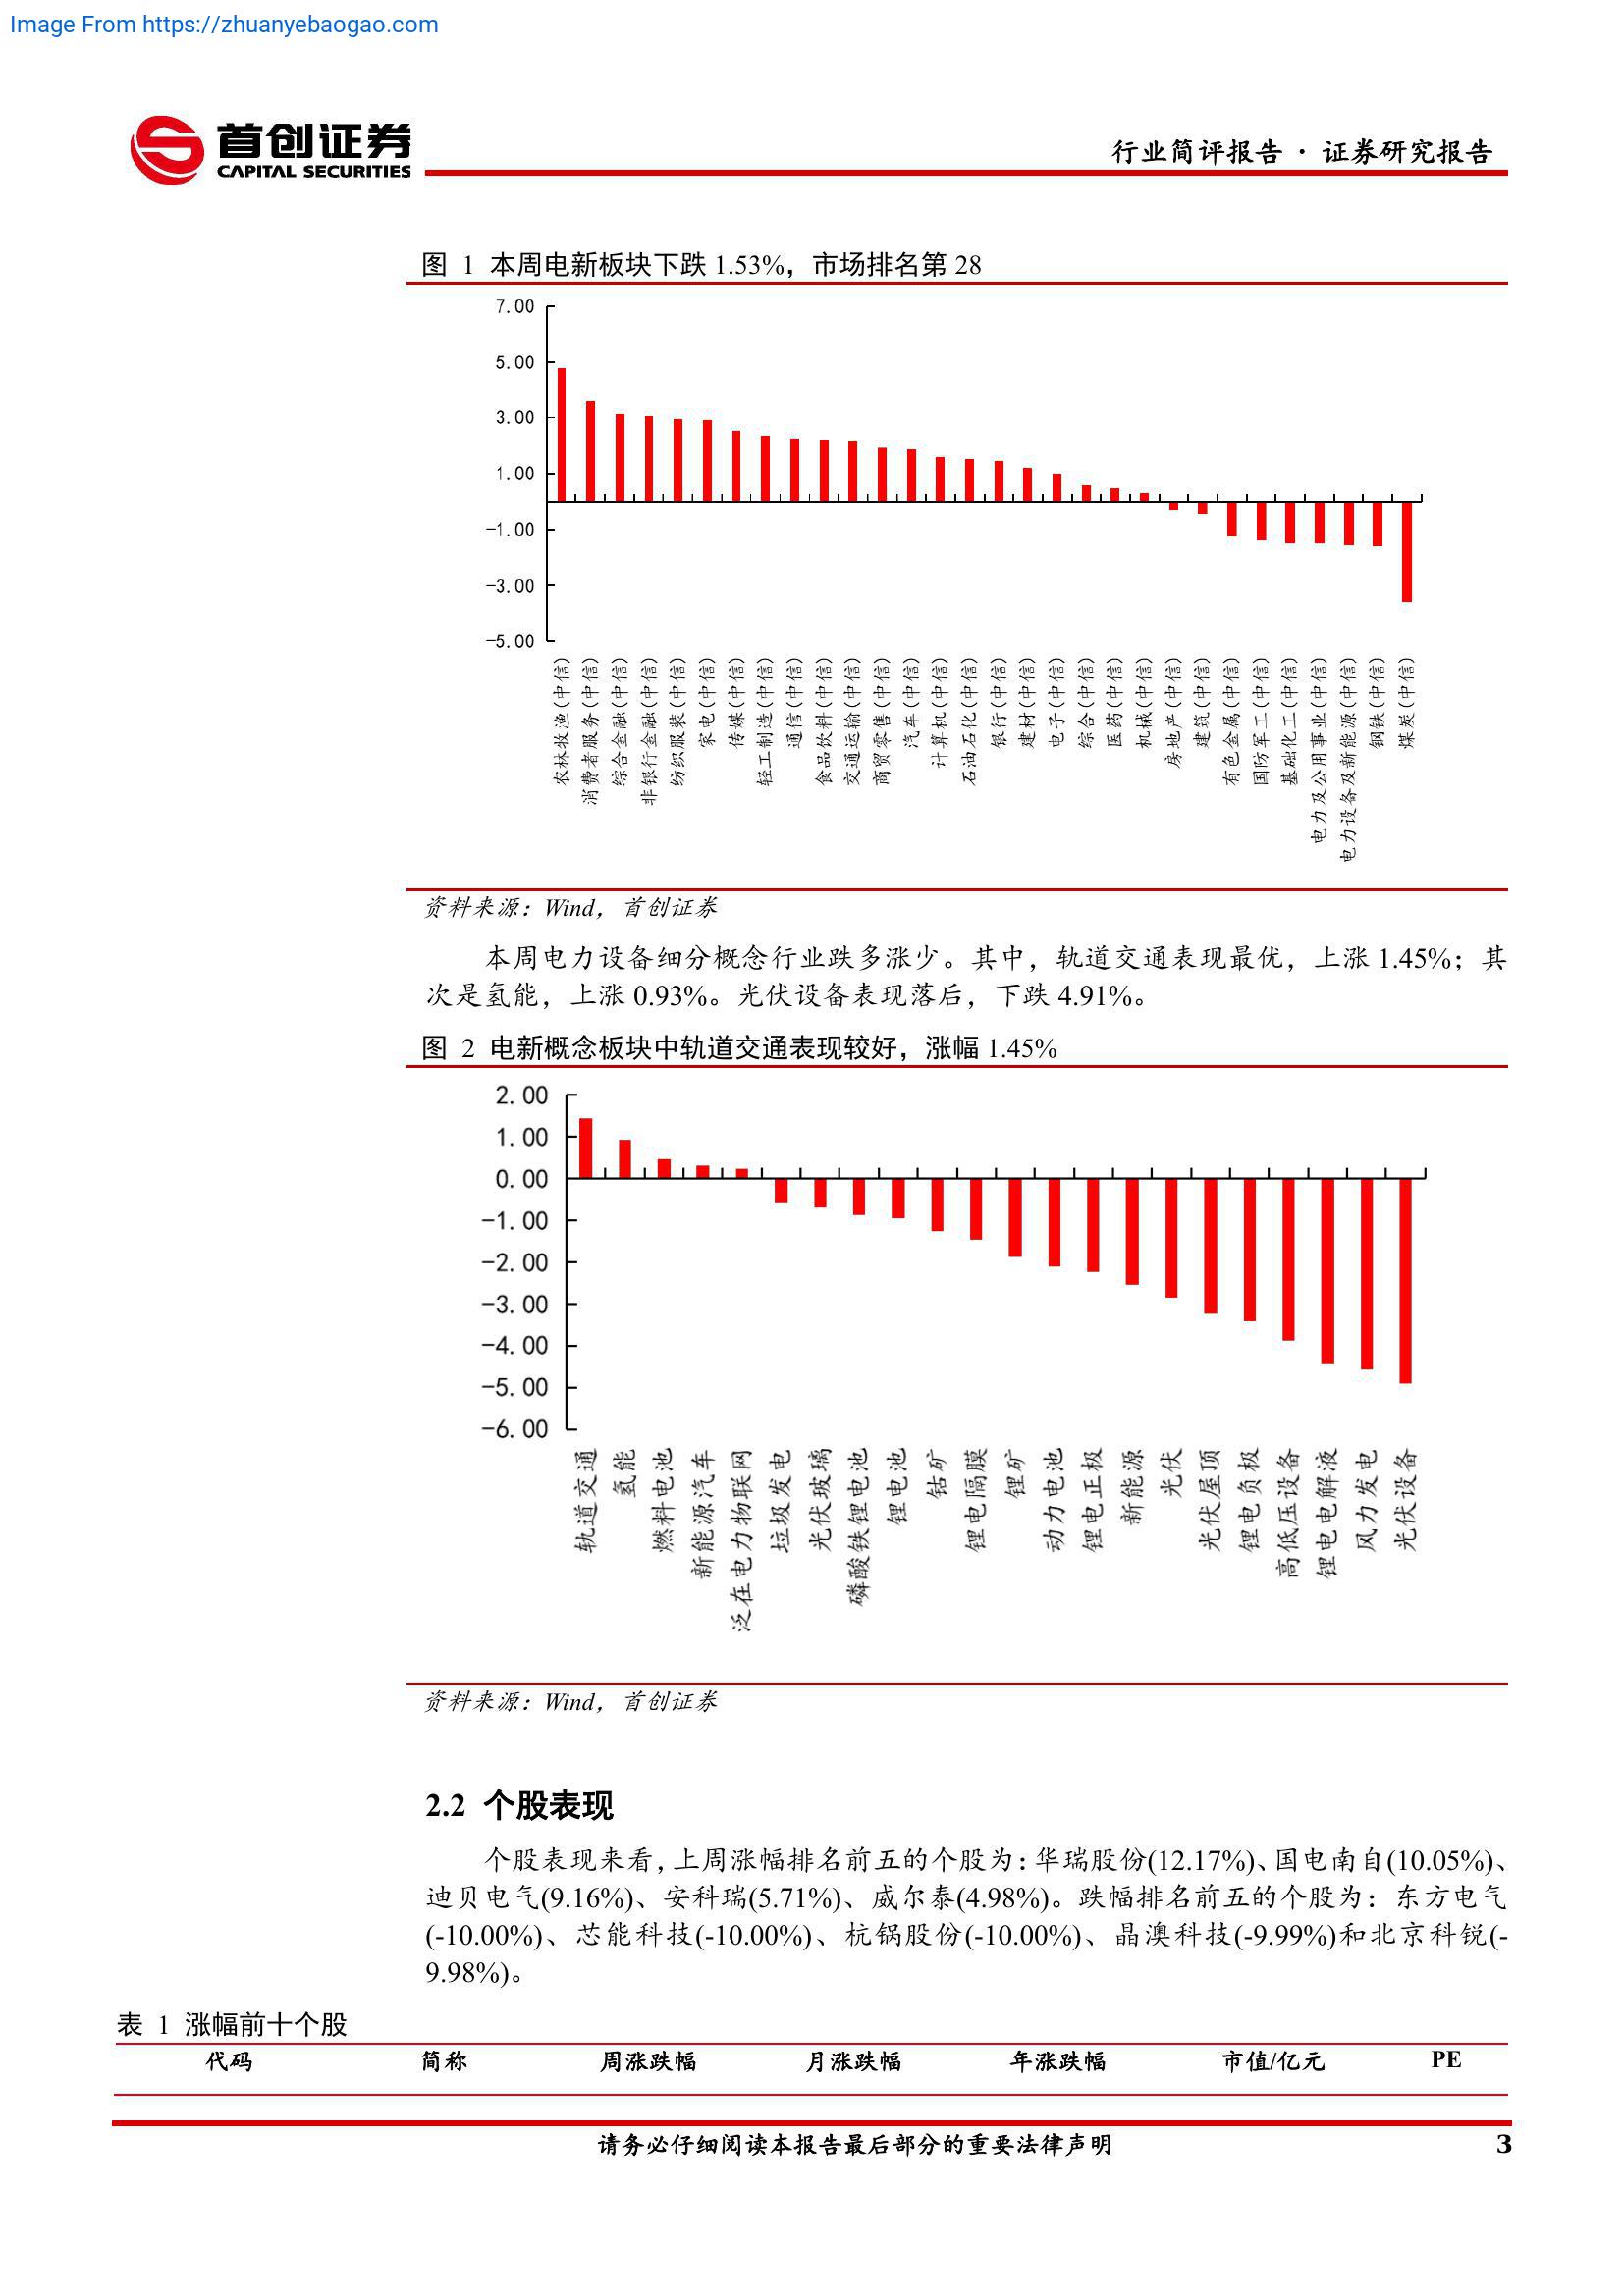 Image From https://zhuanyebaogao.com
首创证券
CAPITAL SECURITIES
行业简评报告 · 证券研究报告
图 1 本周电新板块下跌 1.53%，市场排名第 28
7.00
5.00
3.00
1.00
-1.00
-3.00
-5.00
农林牧渔(中信)
消费者服务(中信)
综合金融(中信)
非银行金融(中信)
纺织服装(中信)
家电(中信)
传媒(中信)
轻工制造(中信)
通信(中信)
食品饮料(中信)
交通运输(中信)
商贸零售(中信)
汽车(中信)
计算机(中信)
石油石化(中信)
银行(中信)
建材(中信)
电子(中信)
综合(中信)
医药(中信)
机械(中信)
房地产(中信)
建筑(中信)
有色金属(中信)
国防军工(中信)
基础化工(中信)
电力及公用事业(中信)
电力设备及新能源(中信)
钢铁(中信)
煤炭(中信)
资料来源：Wind，首创证券
本周电力设备细分概念行业跌多涨少。其中，轨道交通表现最优，上涨 1.45%；其
次是氢能，上涨 0.93%。光伏设备表现落后，下跌 4.91%。
图 2 电新概念板块中轨道交通表现较好，涨幅 1.45%
2.00
1.00
0.00
-1.00
-2.00
-3.00
-4.00
-5.00
-6.00
轨道交通
氢能
燃料电池
新能源汽车
泛在电力物联网
垃圾发电
光伏玻璃
磷酸铁锂电池
锂电池
钴矿
锂电隔膜
锂矿
动力电池
锂电正极
新能源
光伏
光伏屋顶
锂电负极
高低压设备
锂电电解液
风力发电
光伏设备
资料来源：Wind，首创证券
2.2 个股表现
个股表现来看，上周涨幅排名前五的个股为：华瑞股份(12.17%)、国电南自(10.05%)、
迪贝电气(9.16%)、安科瑞(5.71%)、威尔泰(4.98%)。跌幅排名前五的个股为：东方电气
(-10.00%)、芯能科技(-10.00%)、杭锅股份(-10.00%)、晶澳科技(-9.99%)和北京科锐(-
9.98%)。
表 1 涨幅前十个股
代码 简称 周涨跌幅 月涨跌幅 年涨跌幅 市值/亿元 PE
请务必仔细阅读本报告最后部分的重要法律声明 3